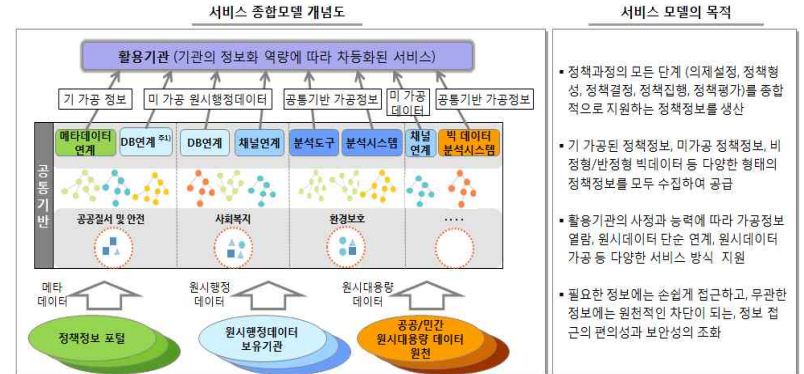 서비스 종합모델 개념도
활용기관 (기관의 정보화 역량에 따라 차등화된 서비스)
기 가공 정보
미 가공 원시행정데이터
공통기반 가공정보
미 가공
데이터
공통기반 가공정보
공통기반
메타데이터
연계
DB연계 주1)
DB연계
채널연계
분석도구
분석시스템
채널
연계
빅 데이터
분석시스템
공공질서 및 안전
사회복지
환경보호
....
메타
데이터
원시행정
데이터
원시대용량
데이터
정책정보 포털
원시행정데이터
보유기관
공공/민간
원시대용량 데이터
원천
서비스 모델의 목적
▪ 정책과정의 모든 단계 (의제설정, 정책형
성, 정책결정, 정책집행, 정책평가)를 종합
적으로 지원하는 정책정보를 생산
▪ 기 가공된 정책정보, 미가공 정책정보, 비
정형/반정형 빅데이터 등 다양한 형태의
정책정보를 모두 수집하여 공급
▪ 활용기관의 사정과 능력에 따라 가공정보
열람, 원시데이터 단순 연계, 원시데이터
가공 등 다양한 서비스 방식 지원
▪ 필요한 정보에는 손쉽게 접근하고, 무관한
정보에는 원천적인 차단이 되는, 정보 접
근의 편의성과 보안성의 조화